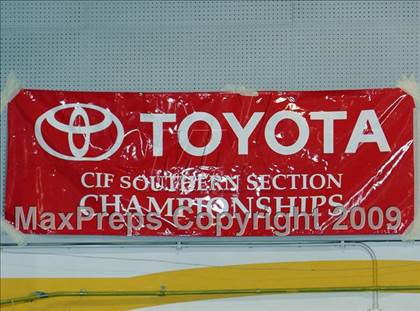 TOYOTA
CIF SOUTHERN SECTION
CHAMPIONSHIPS
MaxPreps Copyright 2009